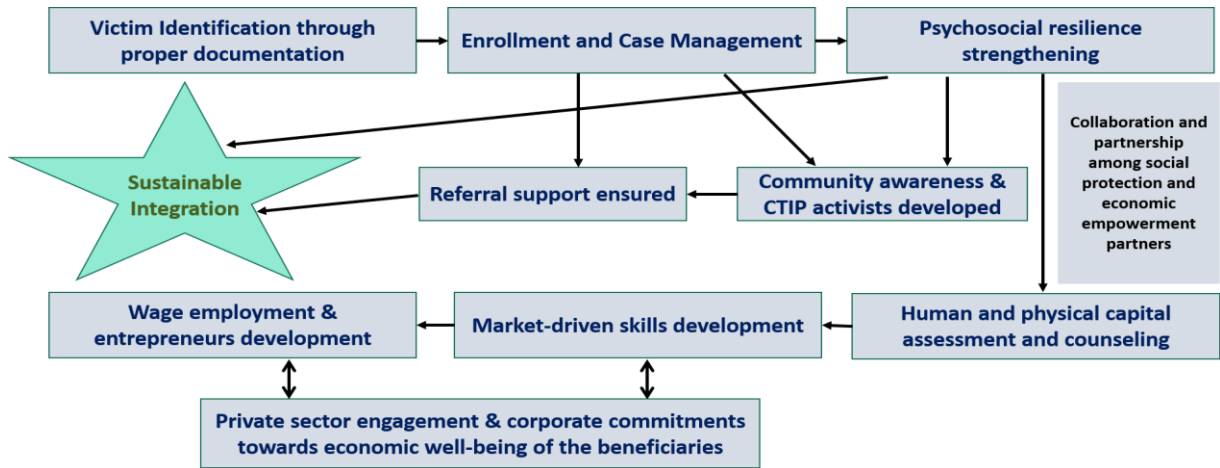 Victim Identification through
proper documentation
Enrollment and Case Management
Psychosocial resilience
strengthening
Collaboration and
partnership
among social
protection and
economic
empowerment
partners
Sustainable
Integration
Referral support ensured
Community awareness &
CTIP activists developed
Wage employment &
entrepreneurs development
Market-driven skills development
Human and physical capital
assessment and counseling
Private sector engagement & corporate commitments
towards economic well-being of the beneficiaries